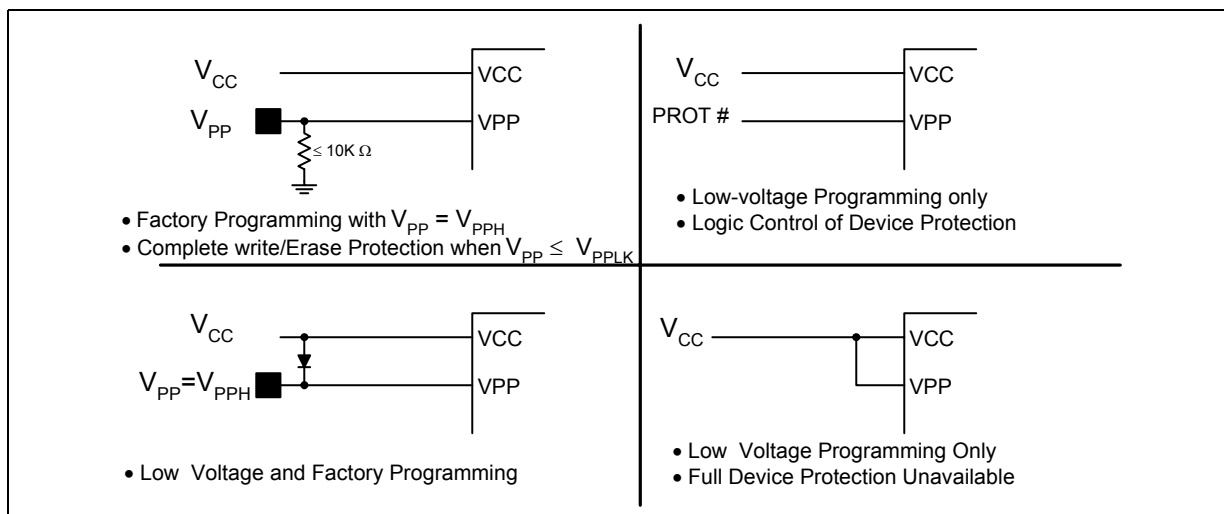 V_CC VCC
V_PP VPP
≤ 10K Ω
• Factory Programming with V_PP = V_PPH
• Complete write/Erase Protection when V_PP ≤ V_PPLK
V_CC VCC
PROT # VPP
• Low-voltage Programming only
• Logic Control of Device Protection
V_CC VCC
V_PP=V_PPH VPP
• Low Voltage and Factory Programming
V_CC VCC
VPP
• Low Voltage Programming Only
• Full Device Protection Unavailable